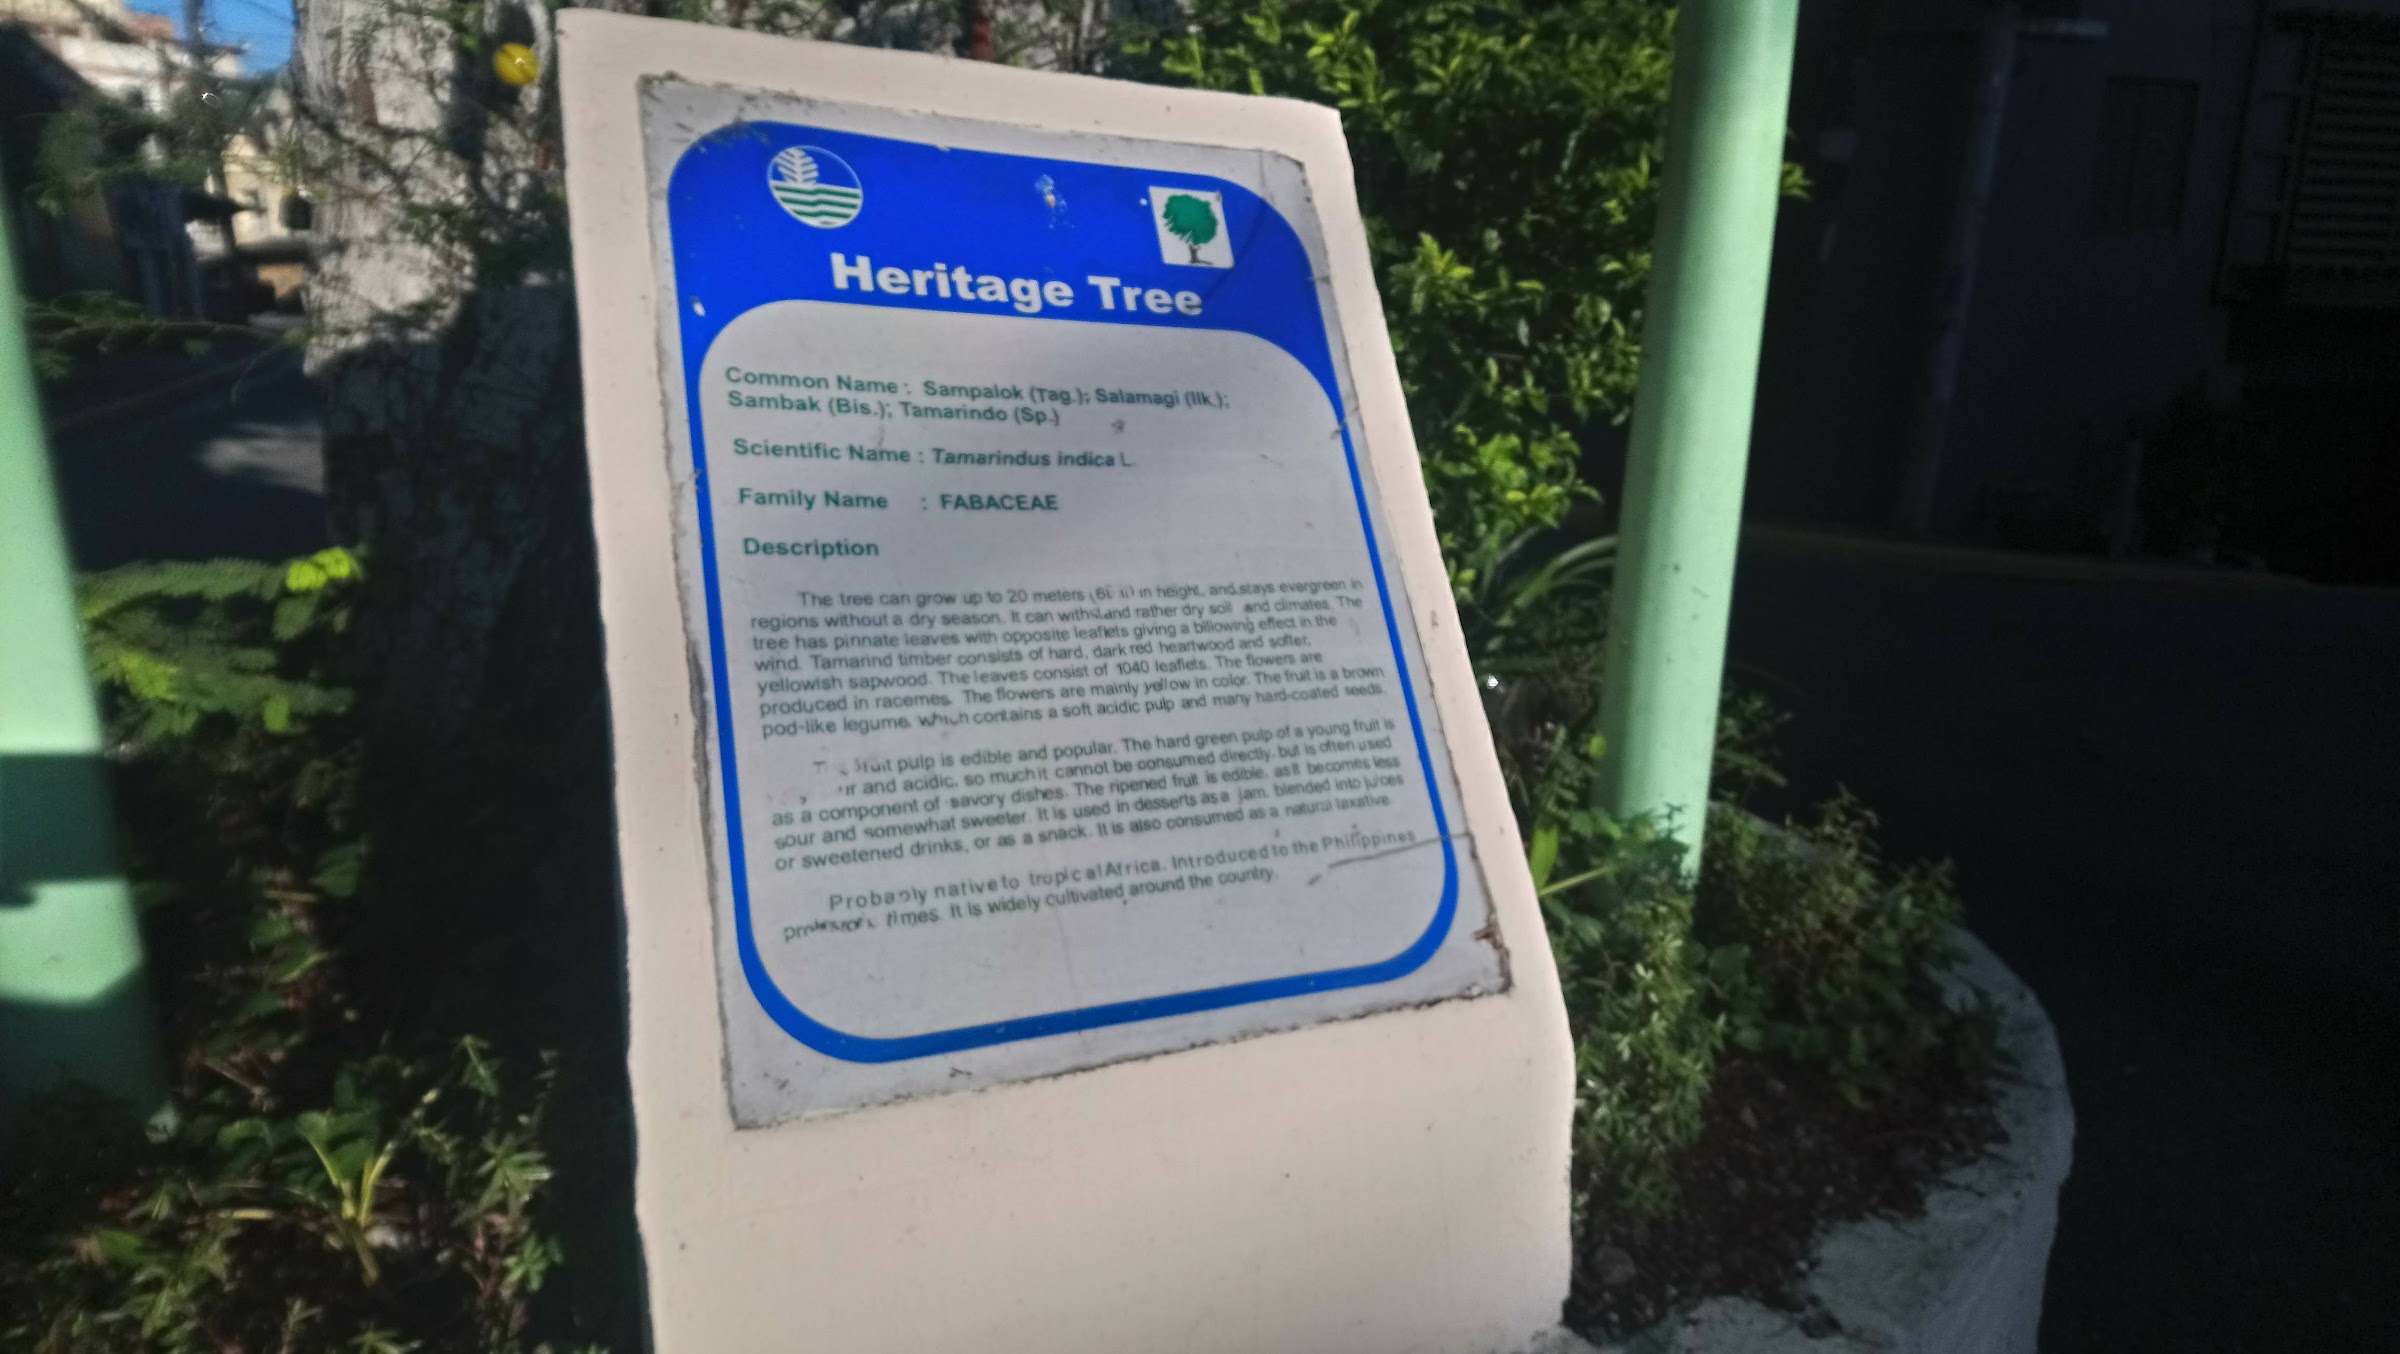 Heritage Tree
Common Name : Sampalok (Tag.); Salamagi (Ilk.);
Sambak (Bis.); Tamarindo (Sp.)
Scientific Name : Tamarindus indica L.
Family Name : FABACEAE
Description
The tree can grow up to 20 meters in height, and stays evergreen in
regions without a dry season. It can withstand rather dry soil and climates. The
tree has pinnate leaves with opposite leaflets giving a billowing effect in the
wind. Tamarind timber consists of hard, dark red heartwood and softer,
yellowish sapwood. The leaves consist of 1040 leaflets. The flowers are
produced in racemes. The flowers are mainly yellow in color. The fruit is a brown
pod-like legume, which contains a soft acidic pulp and many hard-coated seeds.
fruit pulp is edible and popular. The hard green pulp of a young fruit is
and acidic, so much it cannot be consumed directly, but is often used
as a component of savory dishes. The ripened fruit is edible, as it becomes less
sour and somewhat sweeter. It is used in desserts as a jam, blended into juices
or sweetened drinks, or as a snack. It is also consumed as a natural laxative.
Probably native to tropical Africa. Introduced to the Philippines
times. It is widely cultivated around the country.